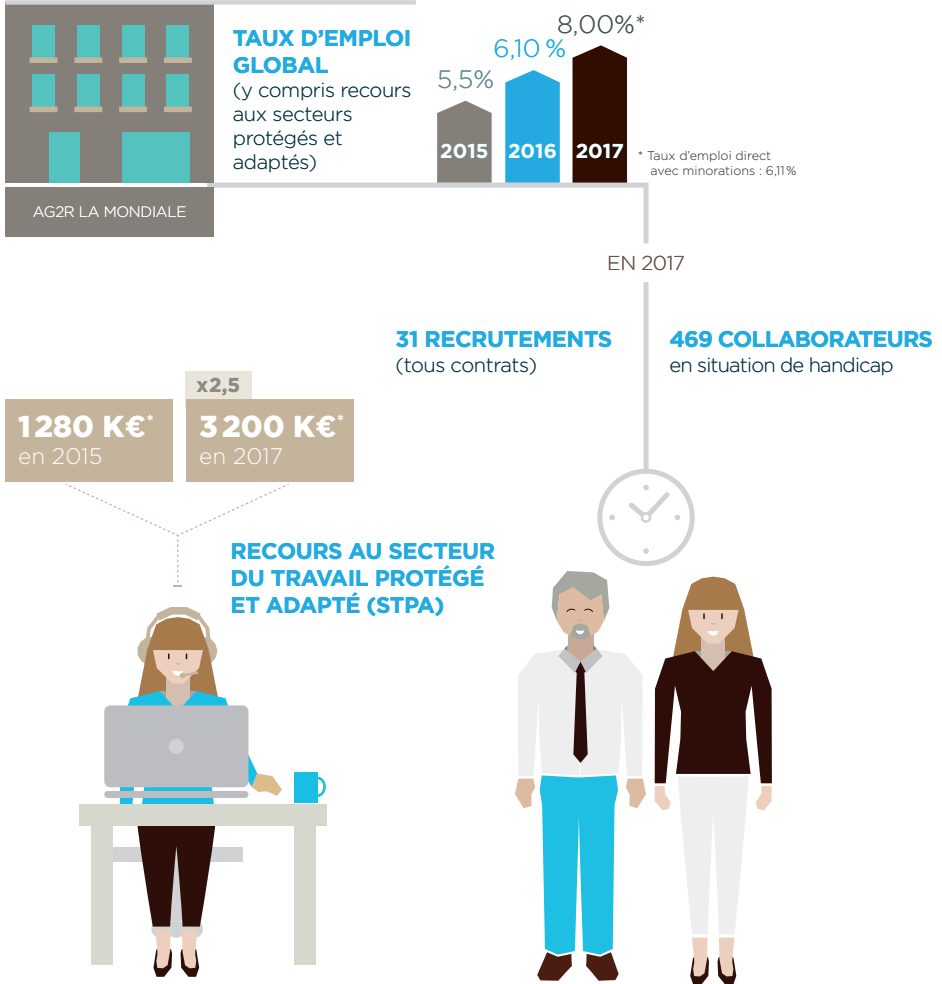 TAUX D’EMPLOI
GLOBAL
(y compris recours
aux secteurs
protégés et
adaptés)
5,5%
6,10 %
8,00%*
2015
2016
2017
* Taux d’emploi direct
avec minorations : 6,11%
AG2R LA MONDIALE
EN 2017
31 RECRUTEMENTS
(tous contrats)
469 COLLABORATEURS
en situation de handicap
x2,5
1 280 K€*
en 2015
3 200 K€*
en 2017
RECOURS AU SECTEUR
DU TRAVAIL PROTÉGÉ
ET ADAPTÉ (STPA)